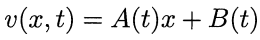 v(x, t) = A(t)x + B(t)